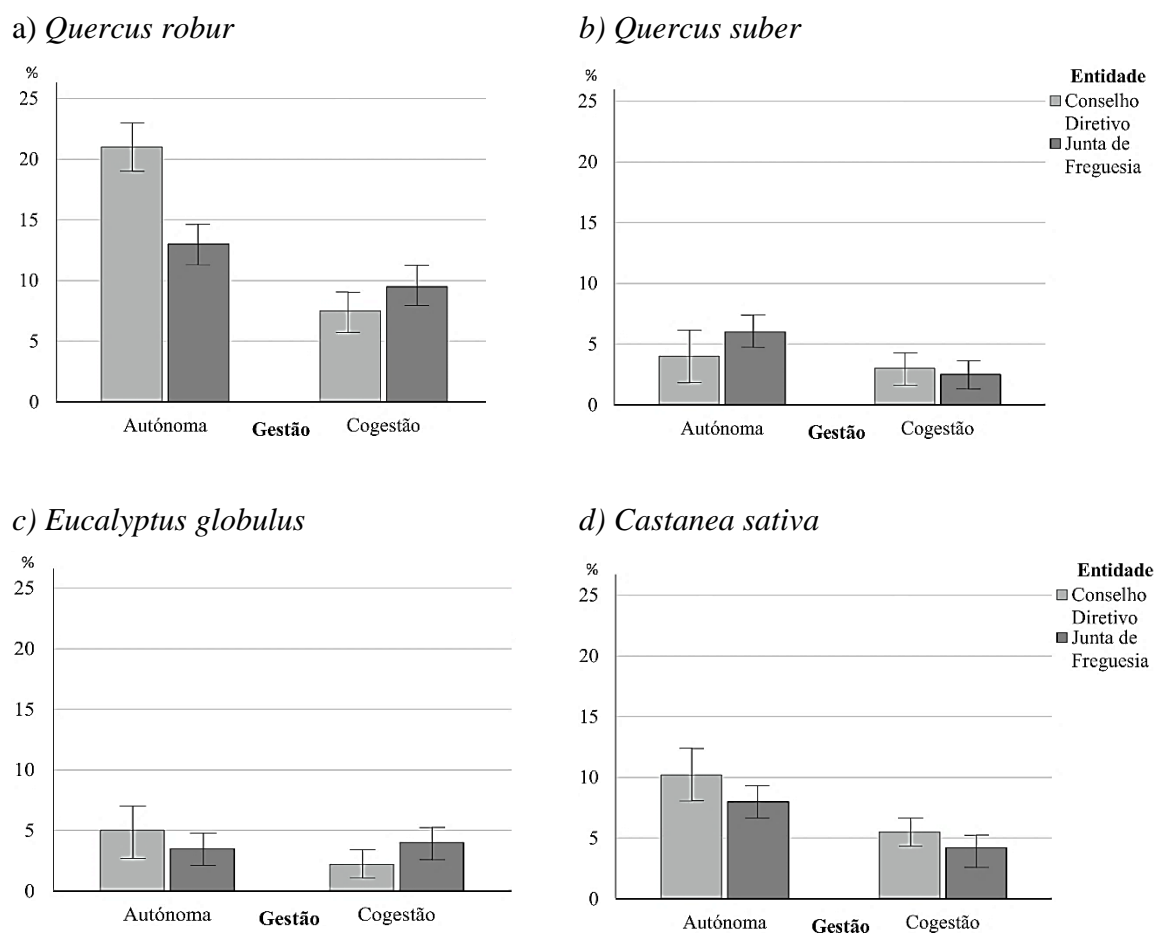 a) Quercus robur
%
25
20
15
10
5
0
Autónoma
Gestão
Cogestão
b) Quercus suber
%
25
20
15
10
5
0
Autónoma
Gestão
Cogestão
Entidade
Conselho
Diretivo
Junta de
Freguesia
c) Eucalyptus globulus
%
25
20
15
10
5
0
Autónoma
Gestão
Cogestão
d) Castanea sativa
%
25
20
15
10
5
0
Autónoma
Gestão
Cogestão
Entidade
Conselho
Diretivo
Junta de
Freguesia